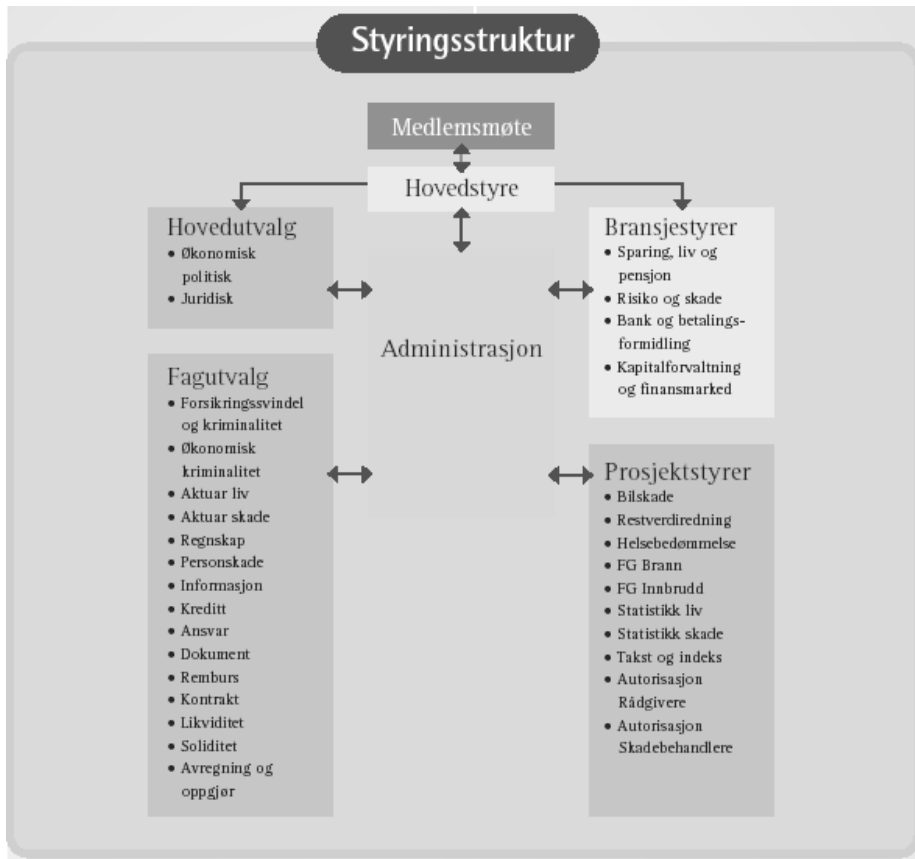 Styringsstruktur
Medlemsmøte
Hovedstyre
Hovedutvalg
• Økonomisk
politisk
• Juridisk
Bransjestyrer
• Sparing, liv og
pensjon
• Risiko og skade
• Bank og betalings-
formidling
• Kapitalforvaltning
og finansmarked
Administrasjon
Fagutvalg
• Forsikringssvindel
og kriminalitet
• Økonomisk
kriminalitet
• Aktuar liv
• Aktuar skade
• Regnskap
• Personskade
• Informasjon
• Kreditt
• Ansvar
• Dokument
• Remburs
• Kontrakt
• Likviditet
• Soliditet
• Avregning og
oppgjør
Prosjektstyrer
• Bilskade
• Restverdiredning
• Helsebedømmelse
• FG Brann
• FG Innbrudd
• Statistikk liv
• Statistikk skade
• Takst og indeks
• Autorisasjon
Rådgivere
• Autorisasjon
Skadebehandlere